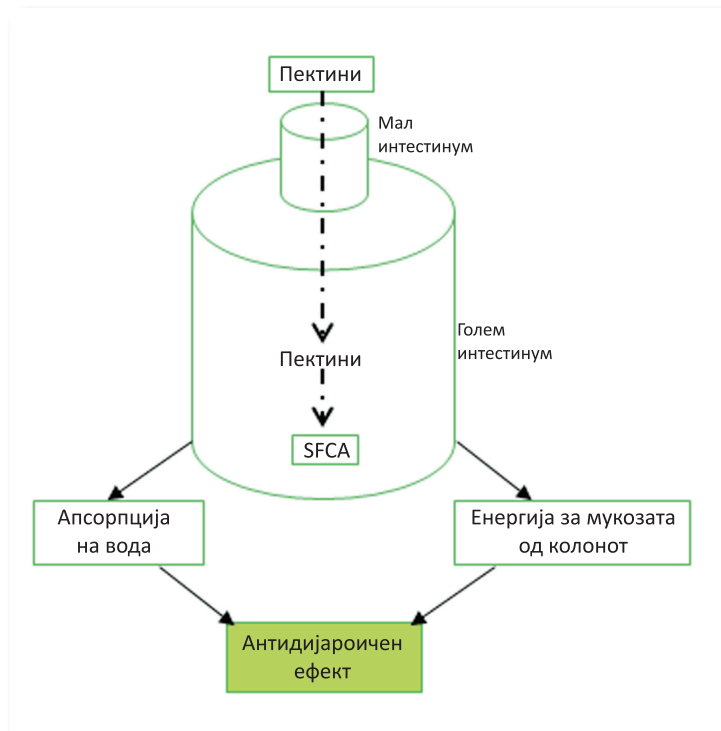 Пектини
Мал
интестинум
Голем
интестинум
Пектини
SFCA
Апсорпција
на вода
Енергија за мукозата
од колонот
Антидијароичен
ефект